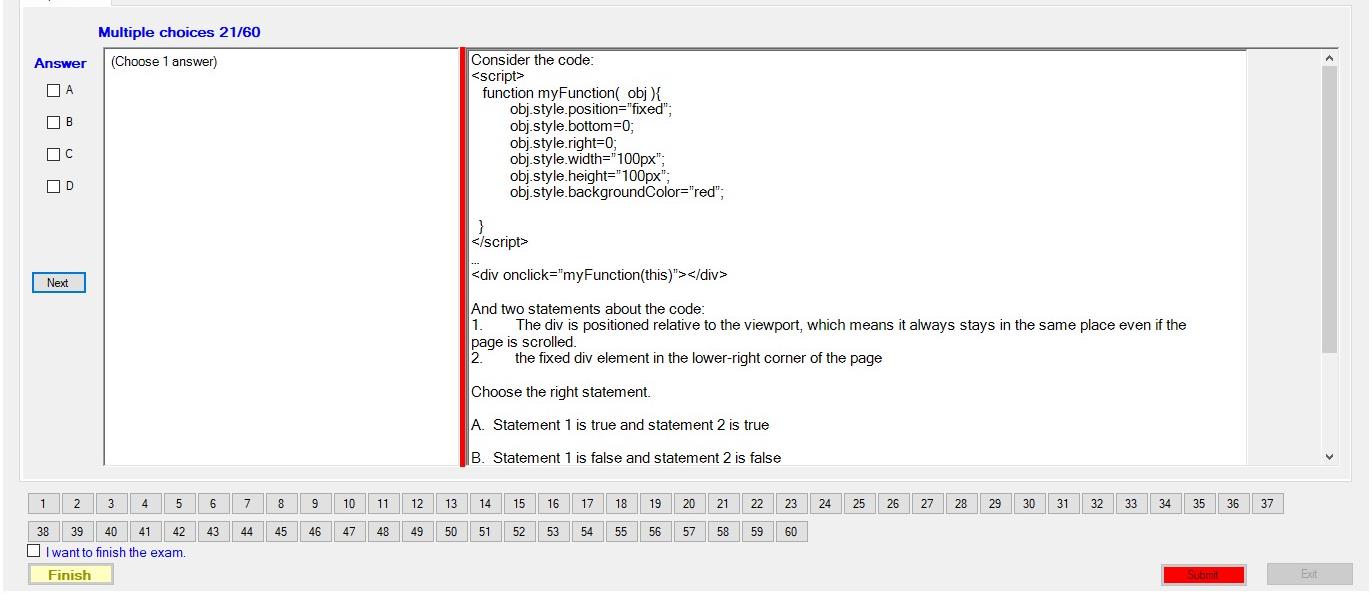 Multiple choices 21/60
Answer
A
B
C
D
Next
(Choose 1 answer)
Consider the code:
<script>
function myFunction( obj ){
obj.style.position=”fixed”;
obj.style.bottom=0;
obj.style.right=0;
obj.style.width=”100px”;
obj.style.height=”100px”;
obj.style.backgroundColor=”red”;
}
</script>
...
<div onclick=”myFunction(this)”></div>
And two statements about the code:
1. The div is positioned relative to the viewport, which means it always stays in the same place even if the
page is scrolled.
2. the fixed div element in the lower-right corner of the page
Choose the right statement.
A. Statement 1 is true and statement 2 is true
B. Statement 1 is false and statement 2 is false
1 2 3 4 5 6 7 8 9 10 11 12 13 14 15 16 17 18 19 20 21 22 23 24 25 26 27 28 29 30 31 32 33 34 35 36 37
38 39 40 41 42 43 44 45 46 47 48 49 50 51 52 53 54 55 56 57 58 59 60
I want to finish the exam.
Finish
Submit
Exit